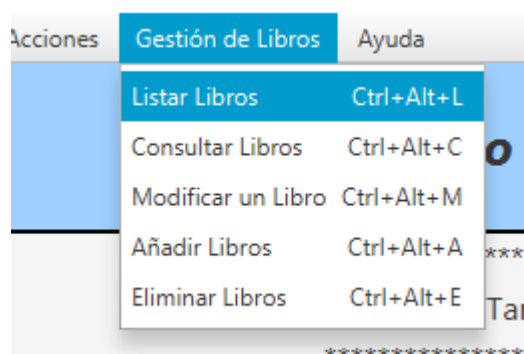 Acciones Gestión de Libros Ayuda
Listar Libros Ctrl+Alt+L
Consultar Libros Ctrl+Alt+C
Modificar un Libro Ctrl+Alt+M
Añadir Libros Ctrl+Alt+A
Eliminar Libros Ctrl+Alt+E